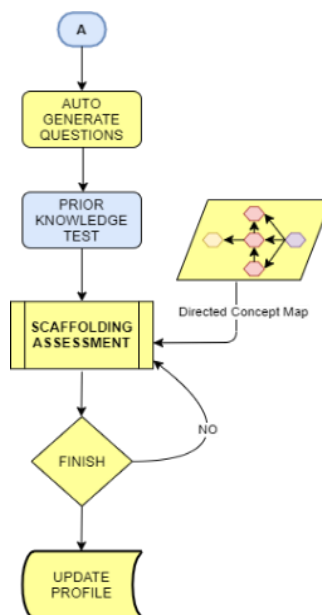 A
AUTO
GENERATE
QUESTIONS
PRIOR
KNOWLEDGE
TEST
Directed Concept Map
SCAFFOLDING
ASSESSMENT
NO
FINISH
UPDATE
PROFILE